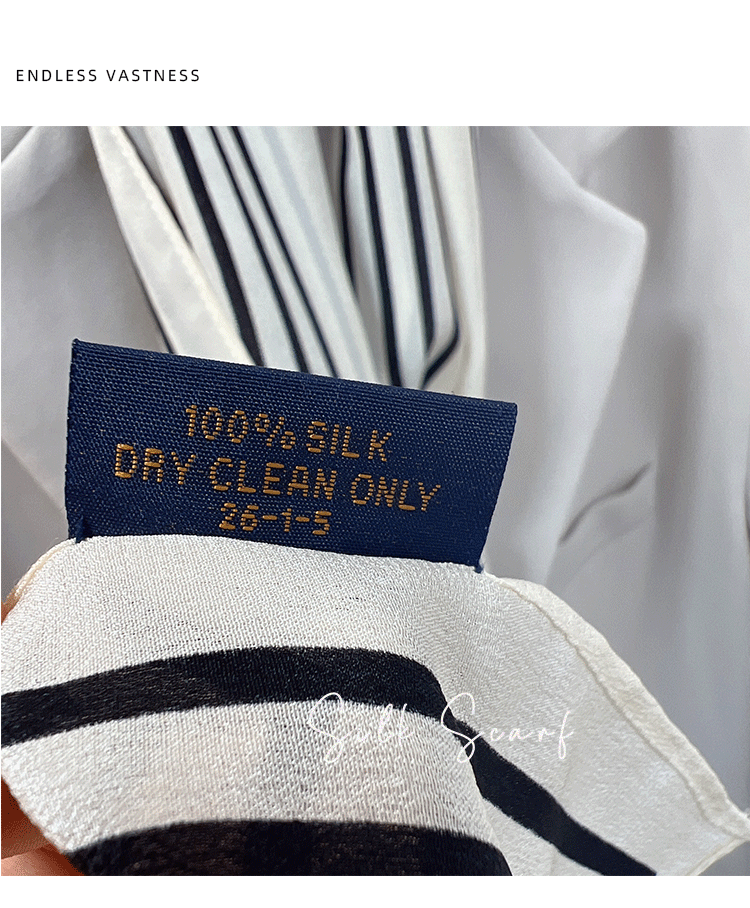 ENDLESS VASTNESS
100% SILK
DRY CLEAN ONLY
26-1-5
Silk Scarf